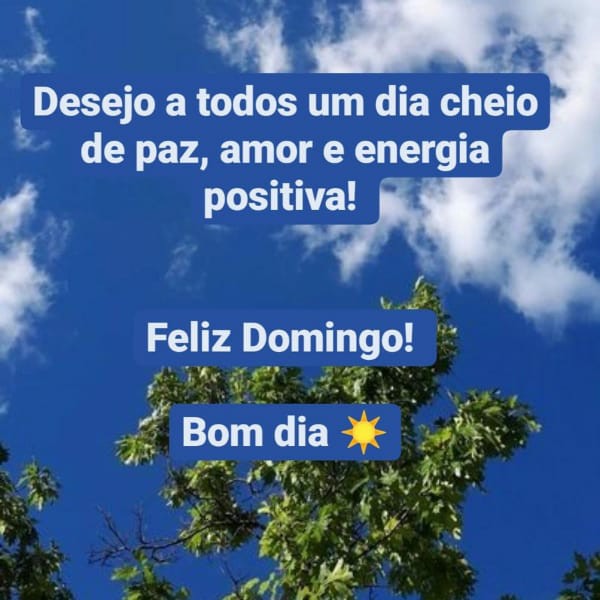 Desejo a todos um dia cheio
de paz, amor e energia
positiva!
Feliz Domingo!
Bom dia ☀️